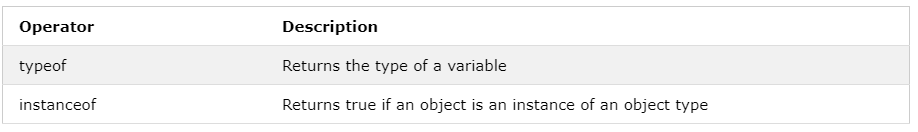 Operator Description
typeof Returns the type of a variable
instanceof Returns true if an object is an instance of an object type